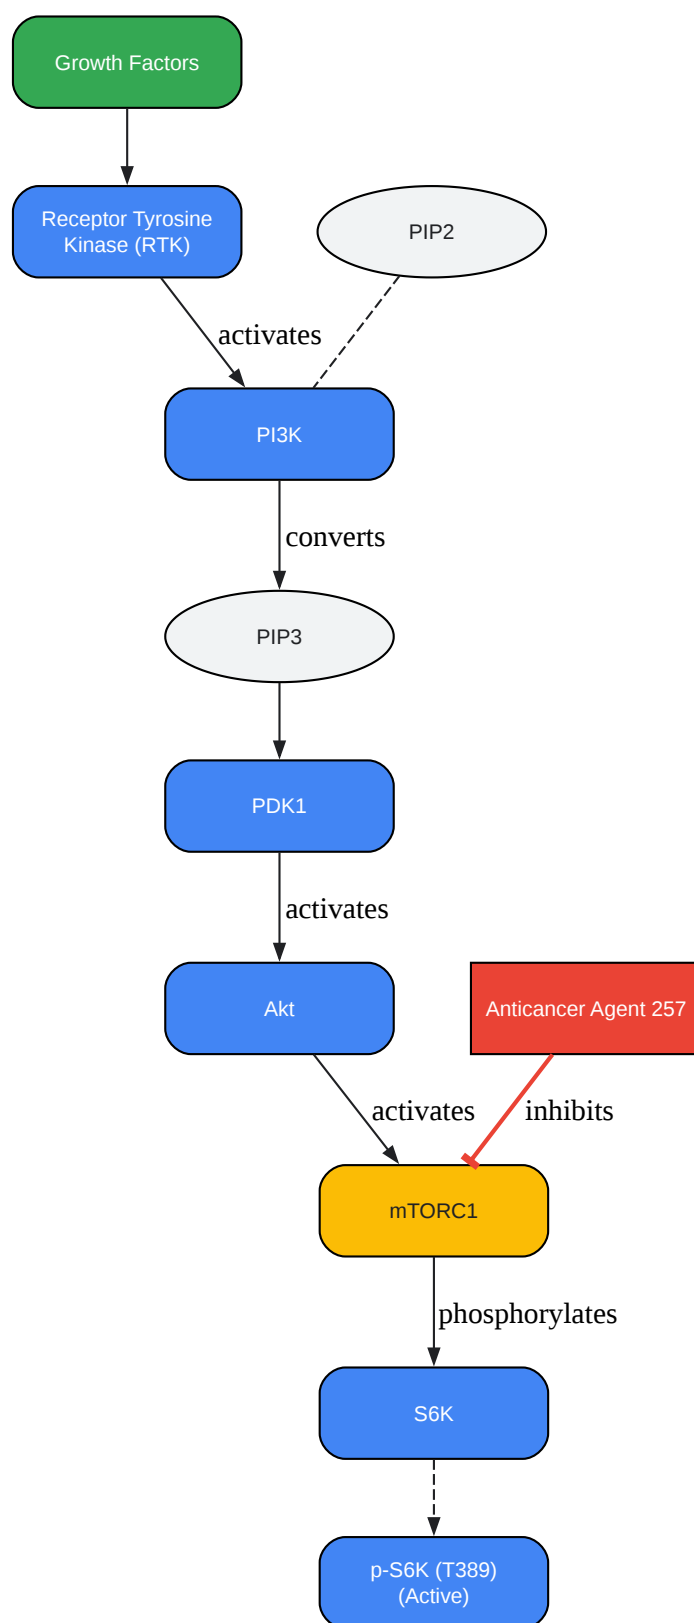 Growth Factors
Receptor Tyrosine
Kinase (RTK)
PIP2
activates
PI3K
converts
PIP3
PDK1
activates
Akt
Anticancer Agent 257
activates
inhibits
mTORC1
phosphorylates
S6K
p-S6K (T389)
(Active)